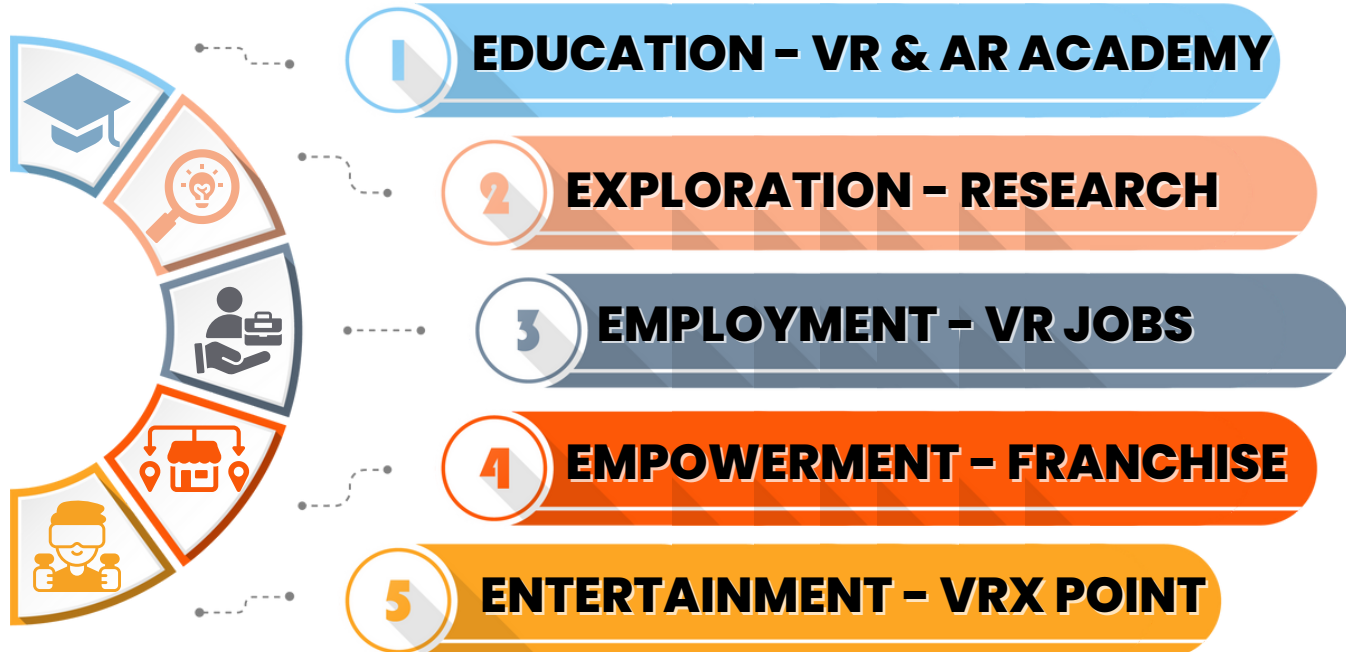 1 EDUCATION - VR & AR ACADEMY
2 EXPLORATION - RESEARCH
3 EMPLOYMENT - VR JOBS
4 EMPOWERMENT - FRANCHISE
5 ENTERTAINMENT - VRX POINT